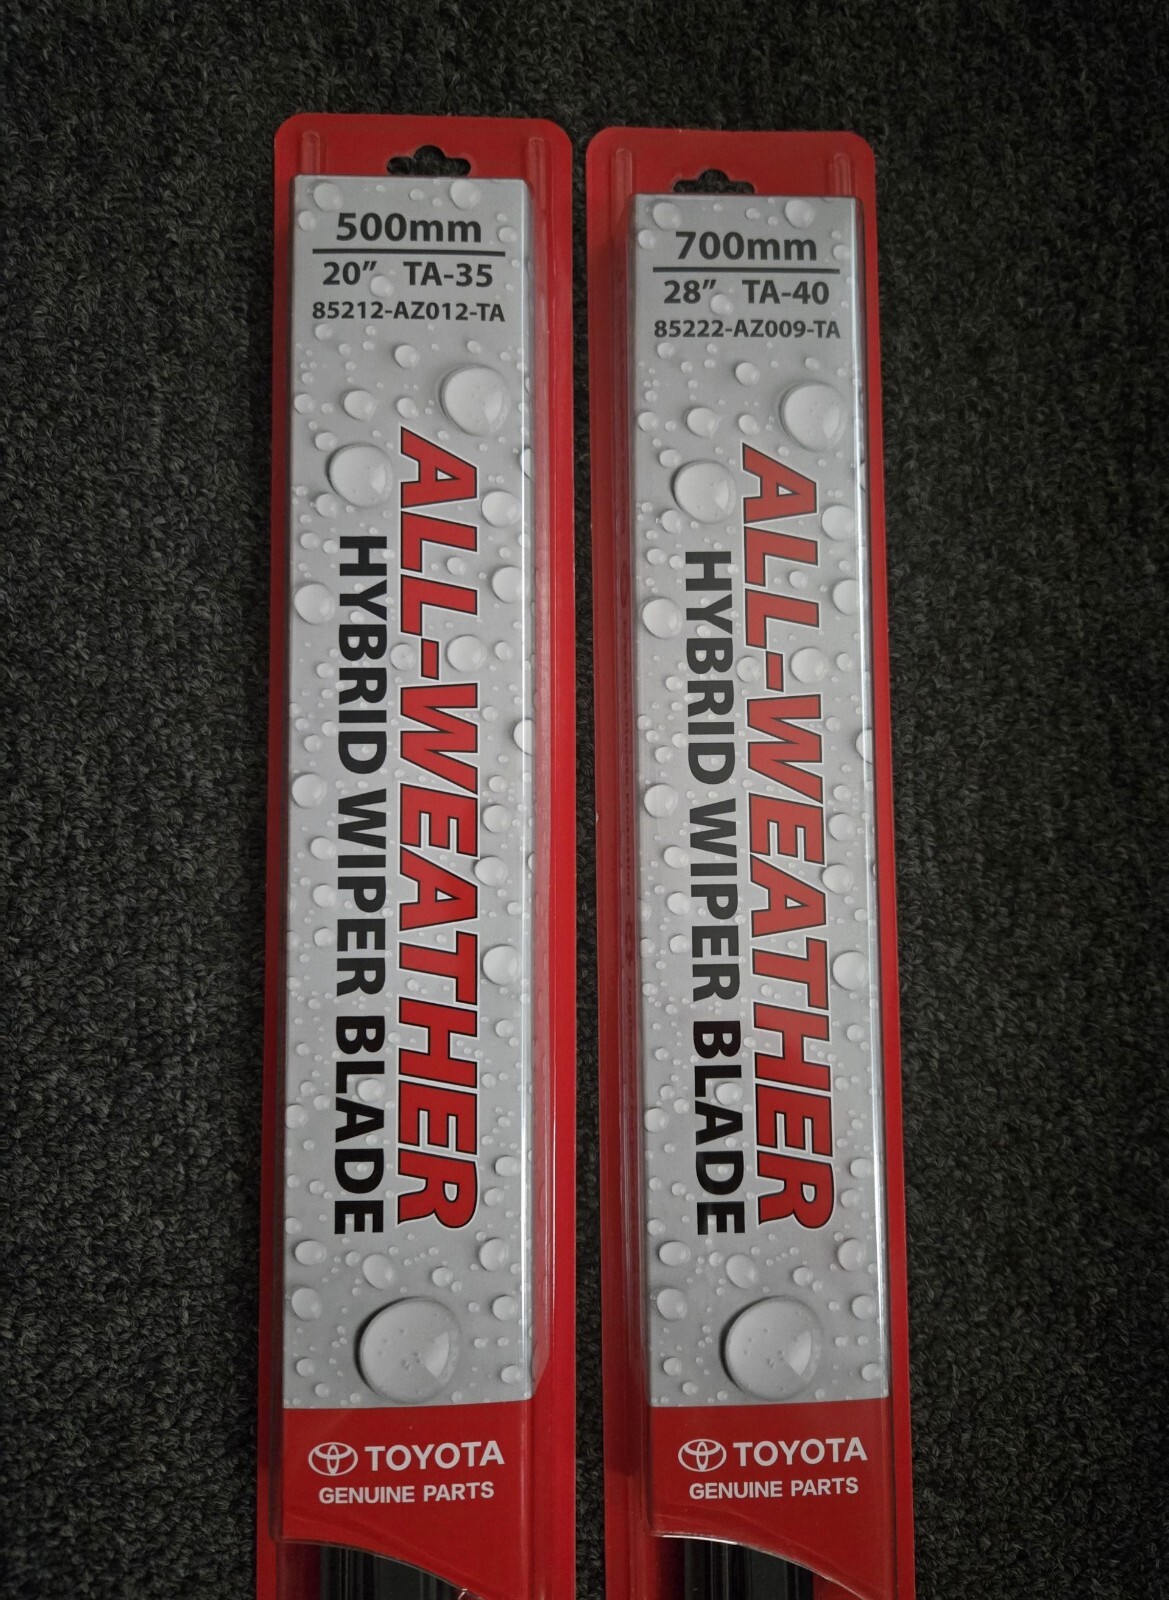 500mm
20” TA-35
85212-AZ012-TA
ALL-WEATHER
HYBRID WIPER BLADE
TOYOTA
GENUINE PARTS
700mm
28” TA-40
85222-AZ009-TA
ALL-WEATHER
HYBRID WIPER BLADE
TOYOTA
GENUINE PARTS